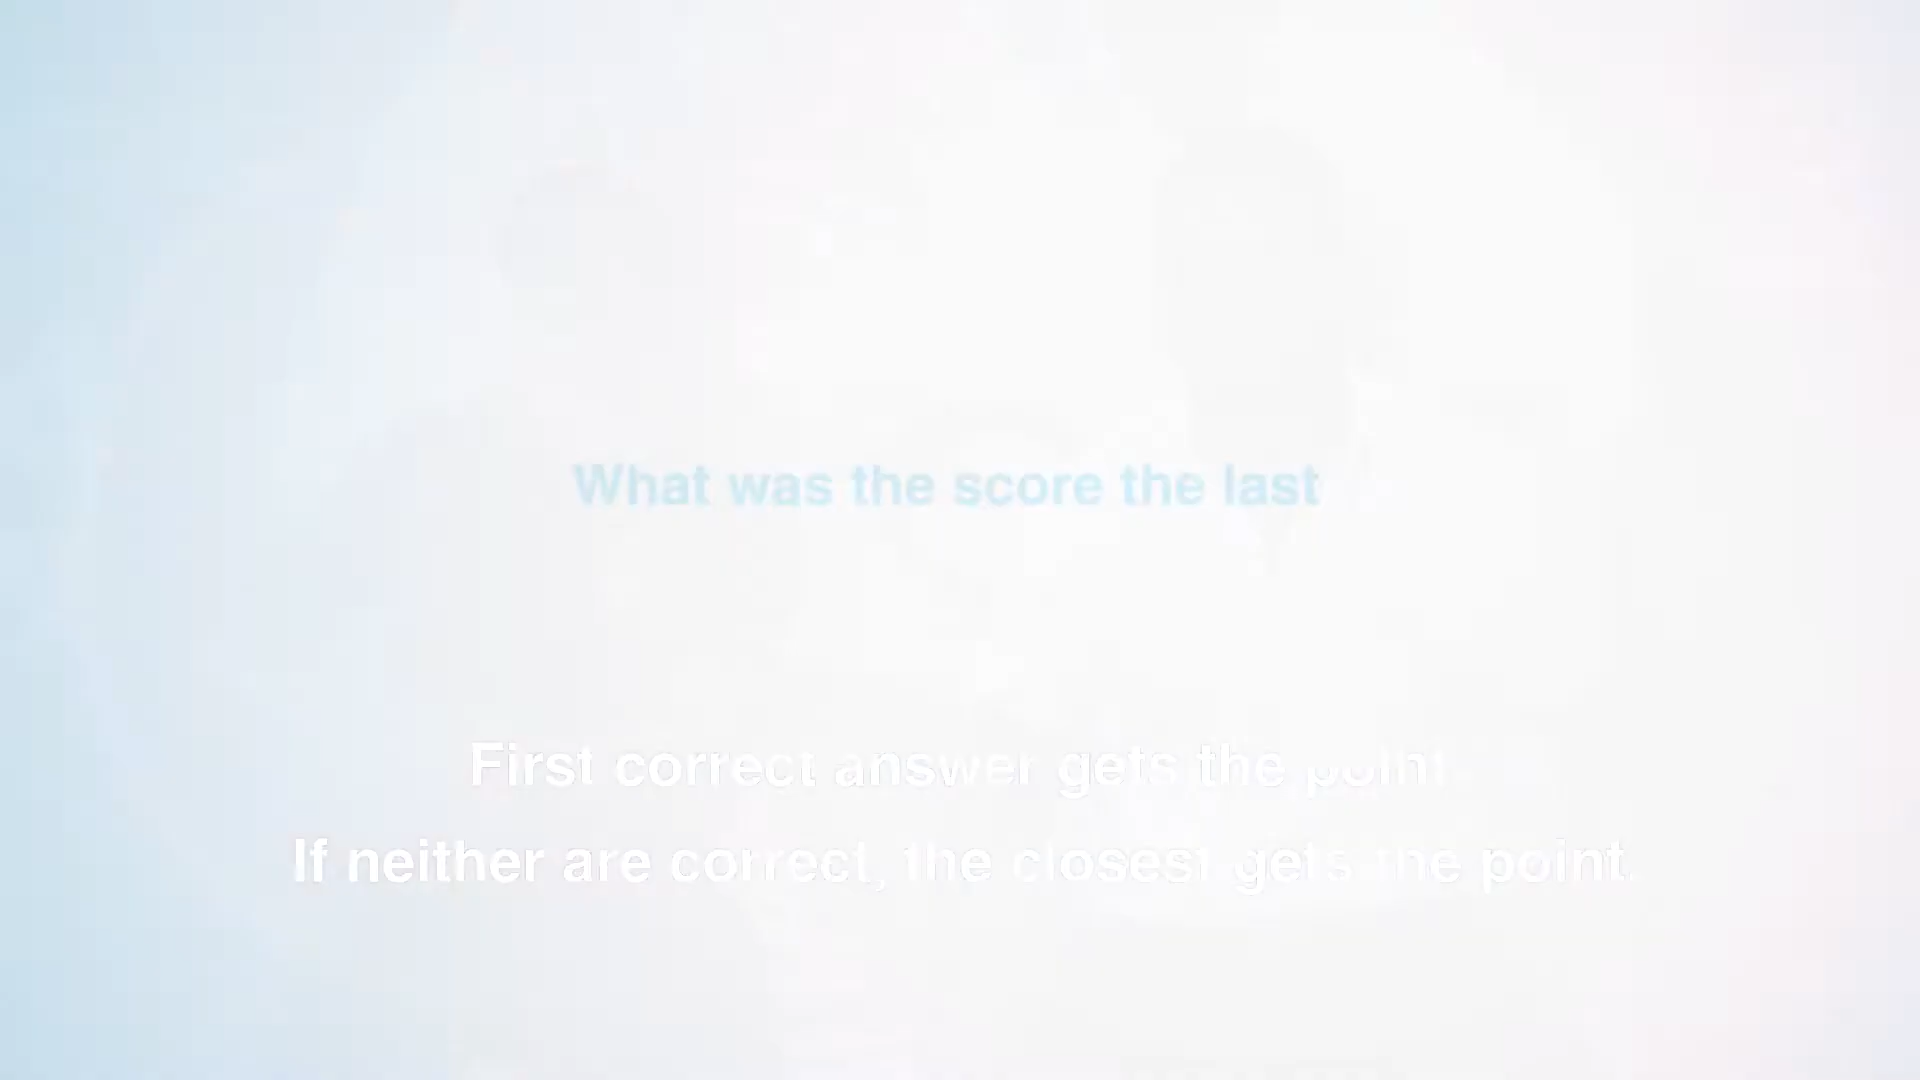 What was the score the last
First correct answer gets the point.
If neither are correct, the closest gets the point.